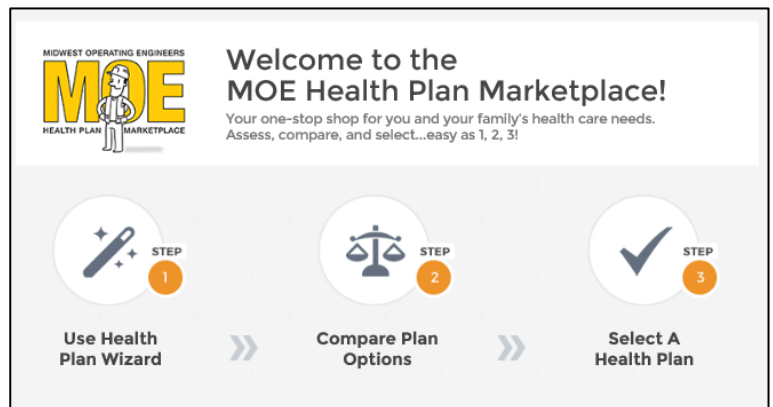 MIDWEST OPERATING ENGINEERS
MOE
HEALTH PLAN MARKETPLACE
Welcome to the
MOE Health Plan Marketplace!
Your one-stop shop for you and your family's health care needs.
Assess, compare, and select...easy as 1, 2, 3!
STEP
1
Use Health
Plan Wizard
STEP
2
Compare Plan
Options
STEP
3
Select A
Health Plan